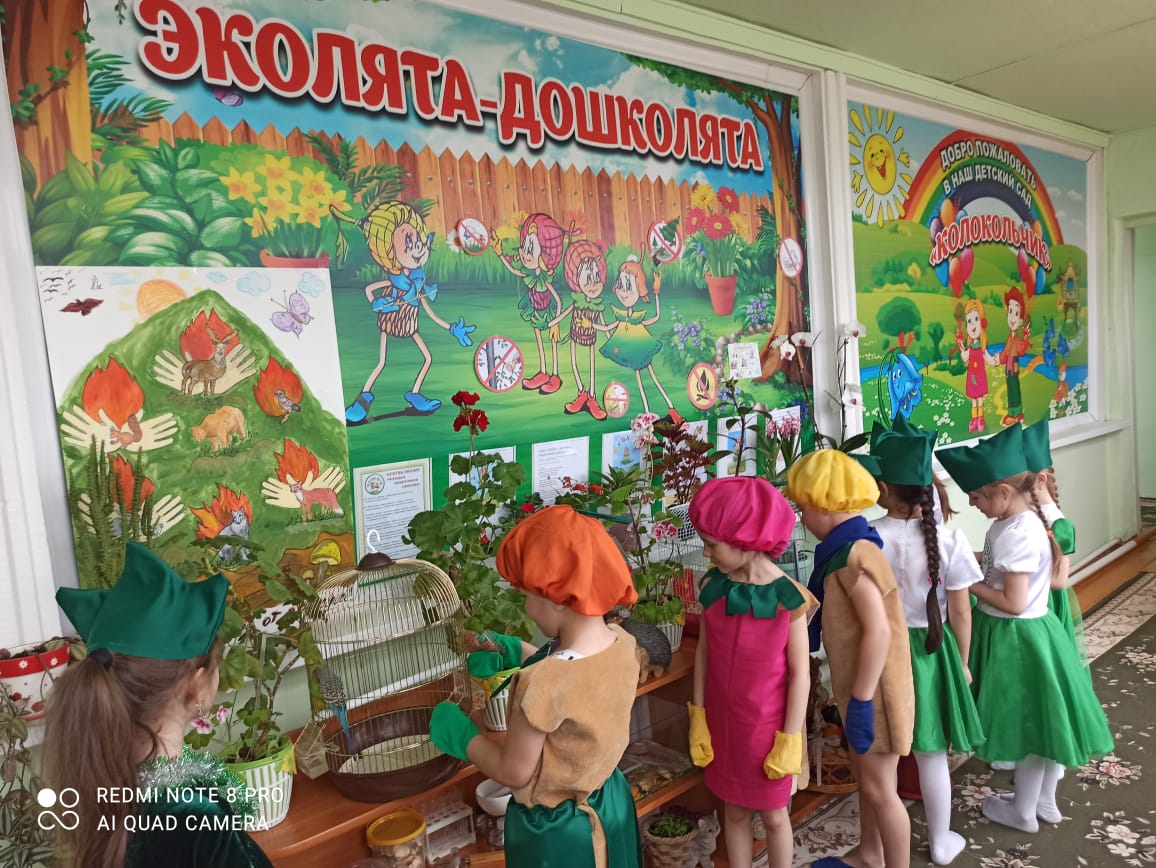 ЭКОЛЯТА-ДОШКОЛЯТА
ДОБРО ПОЖАЛОВАТЬ
В НАШ ДЕТСКИЙ САД
«КОЛОКОЛЬЧИК»
REDMI NOTE 8 PRO
AI QUAD CAMERA